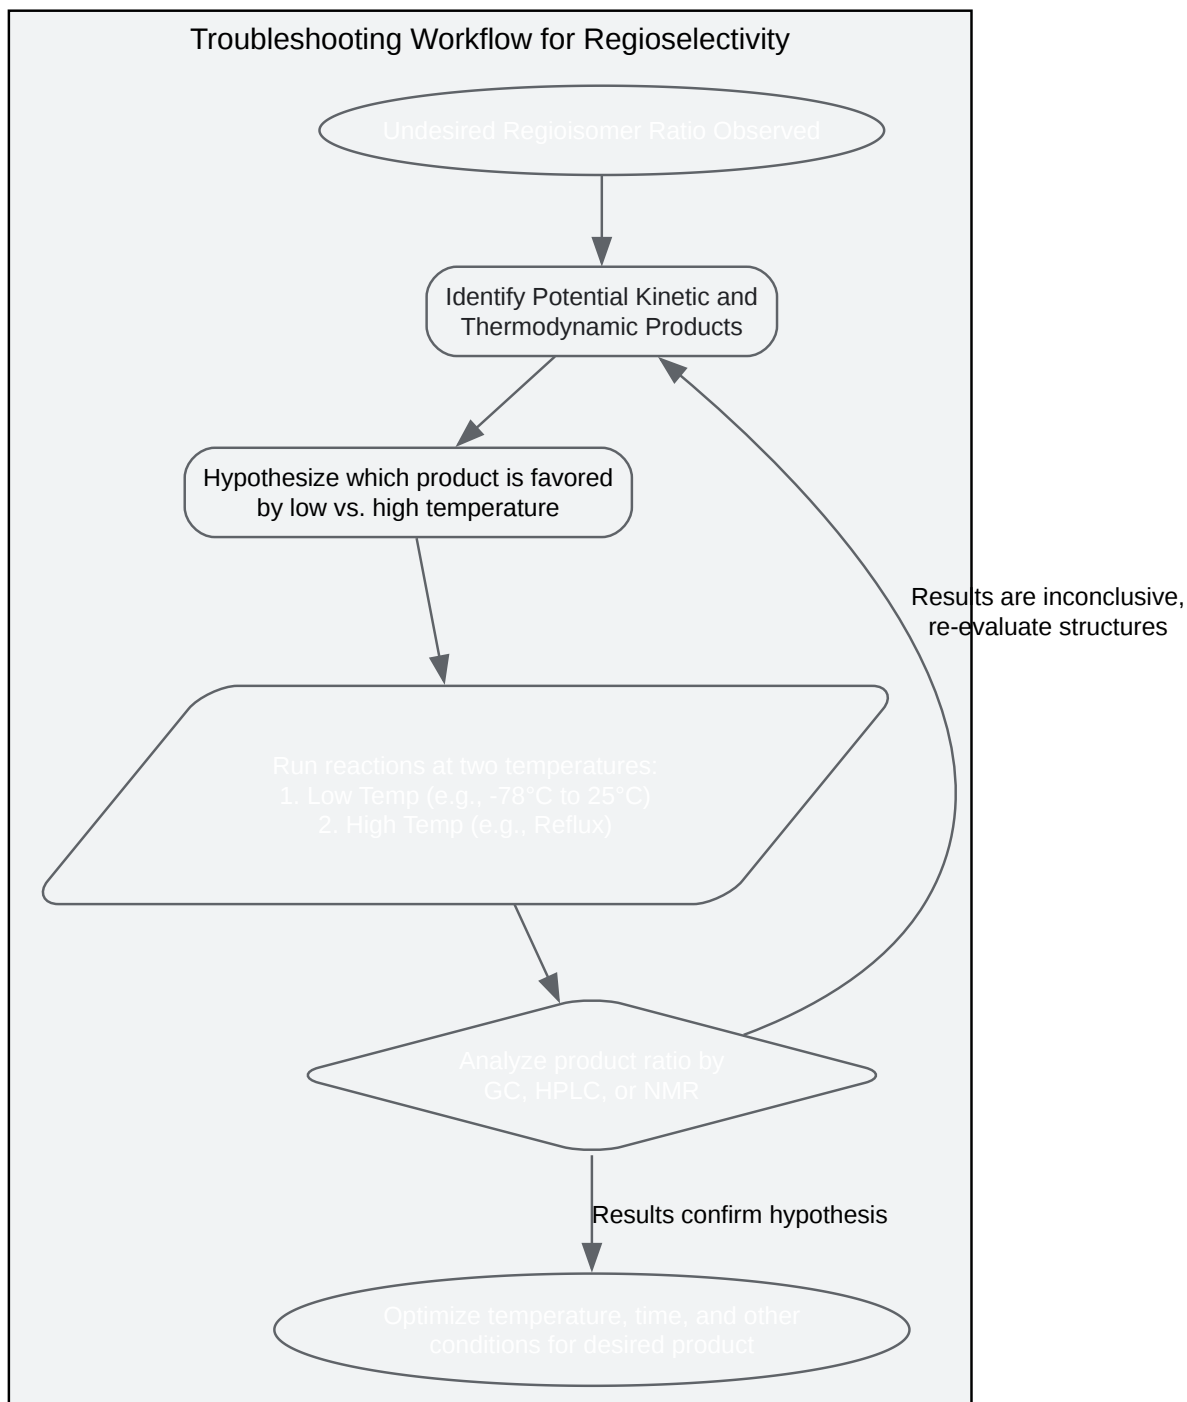 Troubleshooting Workflow for Regioselectivity
Undesired Regioisomer Ratio Observed
Identify Potential Kinetic and
Thermodynamic Products
Hypothesize which product is favored
by low vs. high temperature
Results are inconclusive,
re-evaluate structures
Run reactions at two temperatures:
1. Low Temp (e.g., -78°C to 25°C)
2. High Temp (e.g., Reflux)
Analyze product ratio by
GC, HPLC, or NMR
Results confirm hypothesis
Optimize temperature, time, and other
conditions for desired product